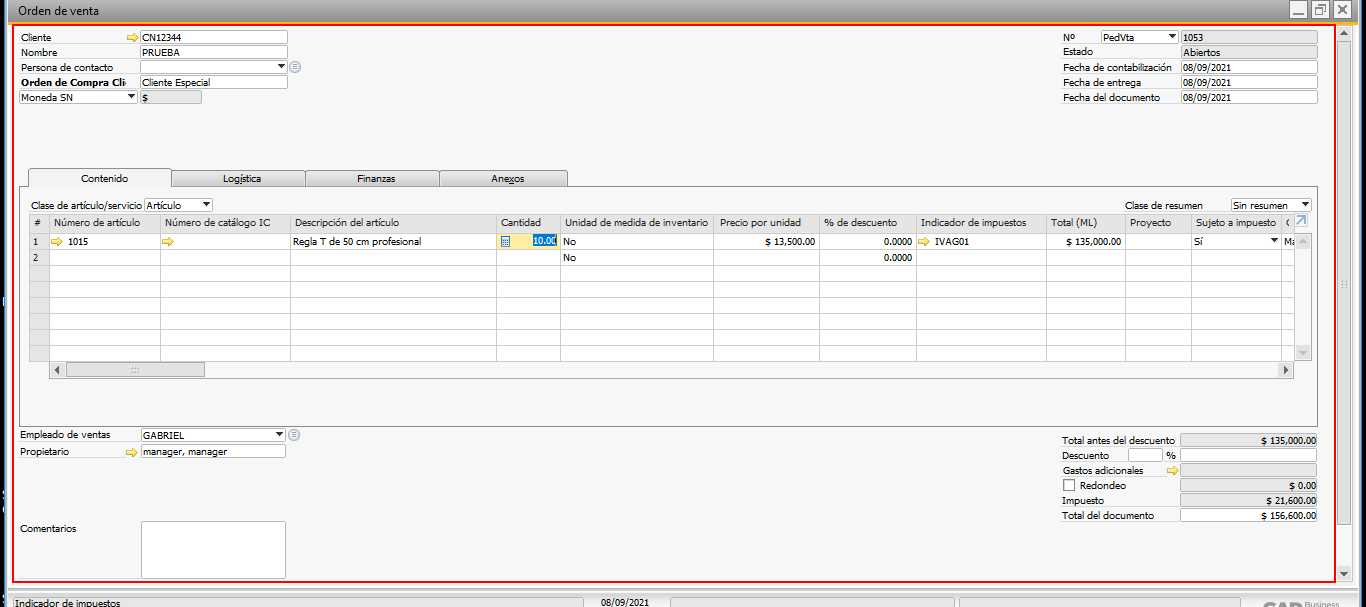 Orden de venta
Cliente CN12344
Nombre PRUEBA
Persona de contacto
Orden de Compra Cli Cliente Especial
Moneda SN $
Nº PedVta 1053
Estado Abiertos
Fecha de contabilización 08/09/2021
Fecha de entrega 08/09/2021
Fecha del documento 08/09/2021
Contenido Logística Finanzas Anexos
Clase de artículo/servicio Artículo Clase de resumen Sin resumen
# Número de artículo Número de catálogo IC Descripción del artículo Cantidad Unidad de medida de inventario Precio por unidad % de descuento Indicador de impuestos Total (ML) Proyecto Sujeto a impuesto
1 1015 Regla T de 50 cm profesional 10.00 No $ 13,500.00 0.0000 IVAG01 $ 135,000.00 Sí Ma
2 No 0.0000
Empleado de ventas GABRIEL
Propietario manager, manager
Total antes del descuento $ 135,000.00
Descuento %
Gastos adicionales
Redondeo $ 0.00
Impuesto $ 21,600.00
Total del documento $ 156,600.00
Comentarios
Indicador de impuestos 08/09/2021
Business